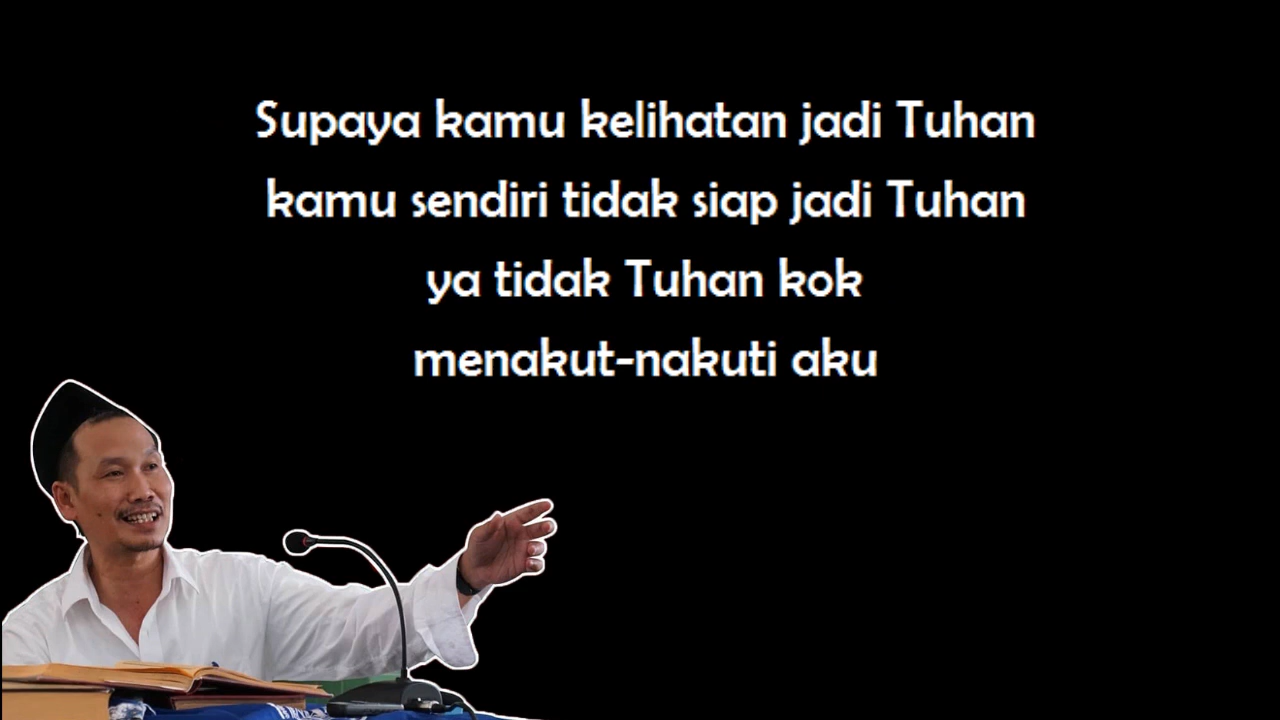 Supaya kamu kelihatan jadi Tuhan
kamu sendiri tidak siap jadi Tuhan
ya tidak Tuhan kok
menakut-nakuti aku